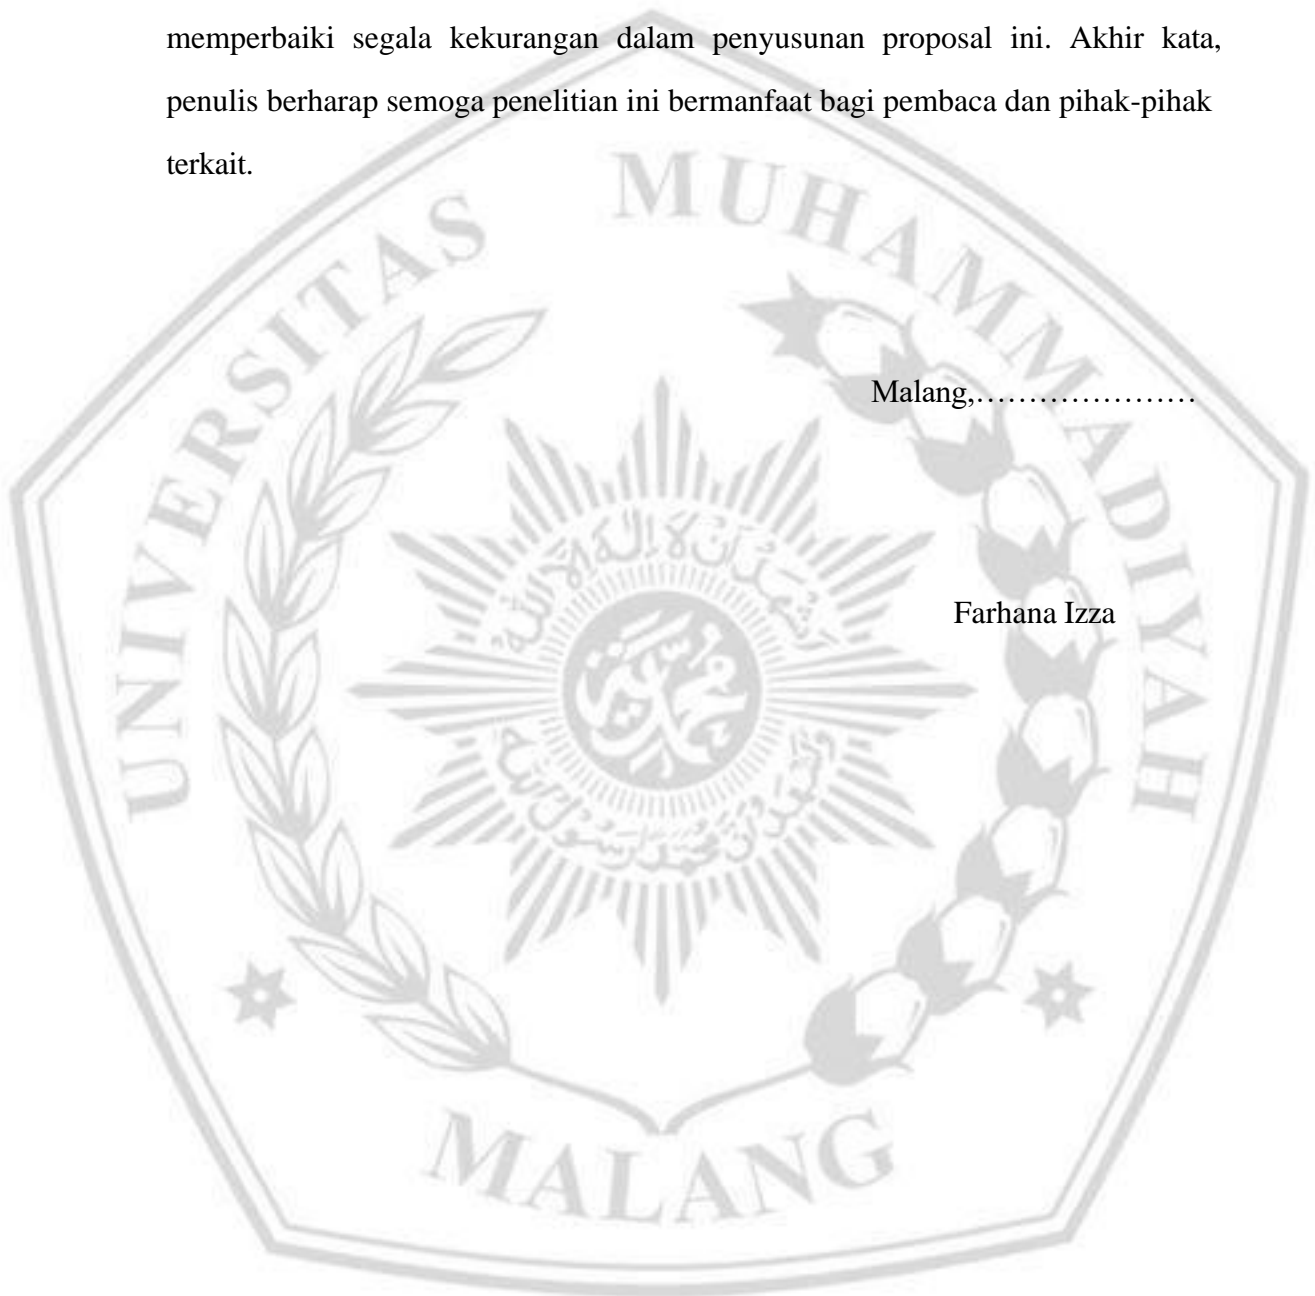 memperbaiki segala kekurangan dalam penyusunan proposal ini. Akhir kata,
penulis berharap semoga penelitian ini bermanfaat bagi pembaca dan pihak-pihak
terkait.
UNIVERSITAS MUHAMMADIYAH
Malang,…………………
Farhana Izza
MALANG